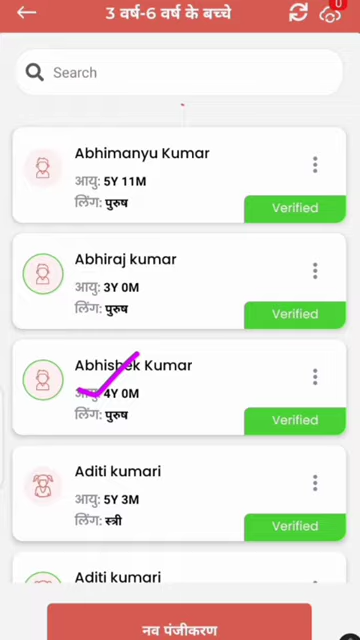 3 वर्ष-6 वर्ष के बच्चे
0
Search
Abhimanyu Kumar
आयु: 5Y 11M
लिंग: पुरुष
Verified
Abhiraj kumar
आयु: 3Y 0M
लिंग: पुरुष
Verified
Abhishek Kumar
आयु: 4Y 0M
लिंग: पुरुष
Verified
Aditi kumari
आयु: 5Y 3M
लिंग: स्त्री
Verified
Aditi kumari
नव पंजीकरण